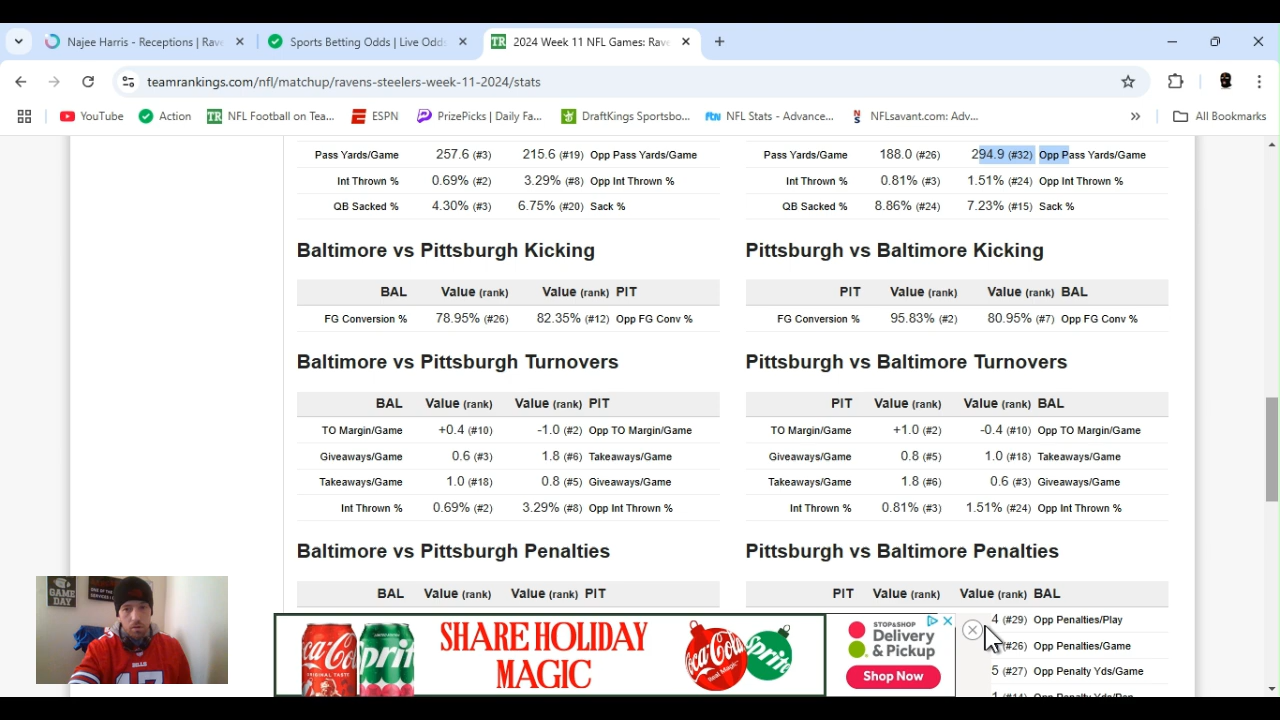 Najee Harris - Receptions | Rav
Sports Betting Odds | Live Odd
TR 2024 Week 11 NFL Games: Rav
teamrankings.com/nfl/matchup/ravens-steelers-week-11-2024/stats
YouTube
Action
TR NFL Football on Tea...
ESPN
PrizePicks | Daily Fa...
DraftKings Sportsbo...
ftn NFL Stats - Advance...
NFLsavant.com: Adv...
»
All Bookmarks
Pass Yards/Game 257.6 (#3) 215.6 (#19) Opp Pass Yards/Game
Int Thrown % 0.69% (#2) 3.29% (#8) Opp Int Thrown %
QB Sacked % 4.30% (#3) 6.75% (#20) Sack %
Pass Yards/Game 188.0 (#26) 294.9 (#32) Opp Pass Yards/Game
Int Thrown % 0.81% (#3) 1.51% (#24) Opp Int Thrown %
QB Sacked % 8.86% (#24) 7.23% (#15) Sack %
Baltimore vs Pittsburgh Kicking
BAL Value (rank) Value (rank) PIT
FG Conversion % 78.95% (#26) 82.35% (#12) Opp FG Conv %
Pittsburgh vs Baltimore Kicking
PIT Value (rank) Value (rank) BAL
FG Conversion % 95.83% (#2) 80.95% (#7) Opp FG Conv %
Baltimore vs Pittsburgh Turnovers
BAL Value (rank) Value (rank) PIT
TO Margin/Game +0.4 (#10) -1.0 (#2) Opp TO Margin/Game
Giveaways/Game 0.6 (#3) 1.8 (#6) Takeaways/Game
Takeaways/Game 1.0 (#18) 0.8 (#5) Giveaways/Game
Int Thrown % 0.69% (#2) 3.29% (#8) Opp Int Thrown %
Pittsburgh vs Baltimore Turnovers
PIT Value (rank) Value (rank) BAL
TO Margin/Game +1.0 (#2) -0.4 (#10) Opp TO Margin/Game
Giveaways/Game 0.8 (#5) 1.0 (#18) Takeaways/Game
Takeaways/Game 1.8 (#6) 0.6 (#3) Giveaways/Game
Int Thrown % 0.81% (#3) 1.51% (#24) Opp Int Thrown %
Baltimore vs Pittsburgh Penalties
BAL Value (rank) Value (rank) PIT
Pittsburgh vs Baltimore Penalties
PIT Value (rank) Value (rank) BAL
4 (#29) Opp Penalties/Play
(#26) Opp Penalties/Game
5 (#27) Opp Penalty Yds/Game
GAME
DAY
BILLS
17
SHARE HOLIDAY
MAGIC
Coca-Cola
Sprite
STOP&SHOP
Delivery
& Pickup
Shop Now